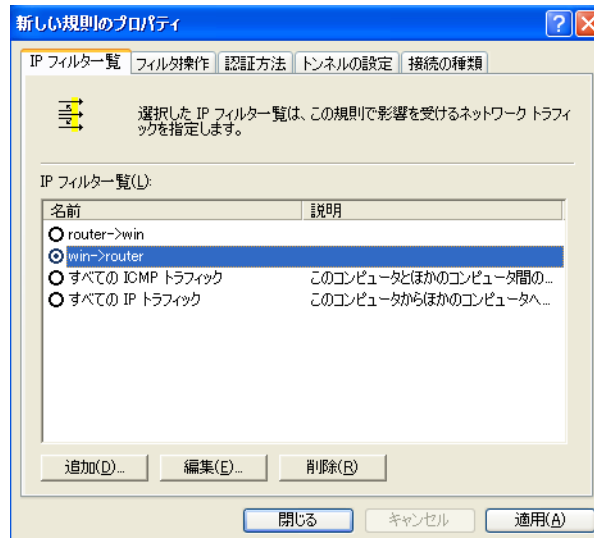 新しい規則のプロパティ
IP フィルタ一覧 フィルタ操作 認証方法 トンネルの設定 接続の種類
選択した IP フィルタ一覧は、この規則で影響を受けるネットワーク トラフィ
ックを指定します。
IP フィルタ一覧(L):
名前 説明
router->win
win->router
すべての ICMP トラフィック このコンピュータとほかのコンピュータ間の...
すべての IP トラフィック このコンピュータからほかのコンピュータへ...
追加(D)... 編集(E)... 削除(R)
閉じる キャンセル 適用(A)